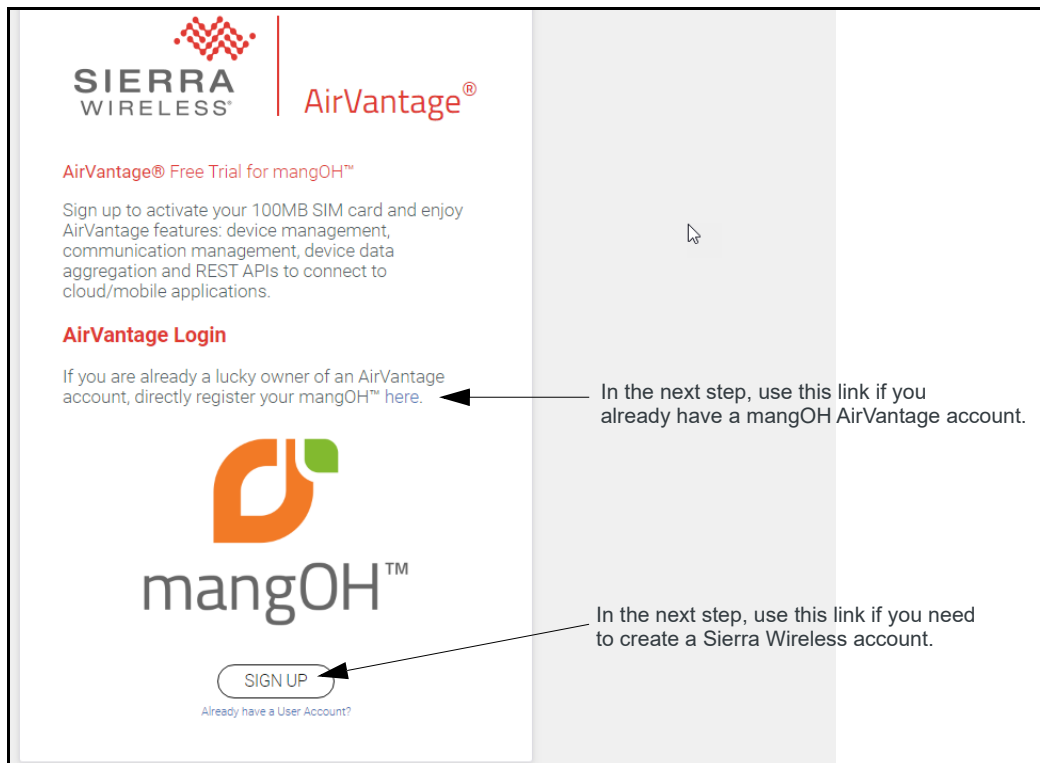 SIERRA
WIRELESS®
AirVantage®
AirVantage® Free Trial for mangOH™
Sign up to activate your 100MB SIM card and enjoy
AirVantage features: device management,
communication management, device data
aggregation and REST APIs to connect to
cloud/mobile applications.
AirVantage Login
If you are already a lucky owner of an AirVantage
account, directly register your mangOH™ here.
In the next step, use this link if you
already have a mangOH AirVantage account.
mangOH™
In the next step, use this link if you need
to create a Sierra Wireless account.
SIGN UP
Already have a User Account?